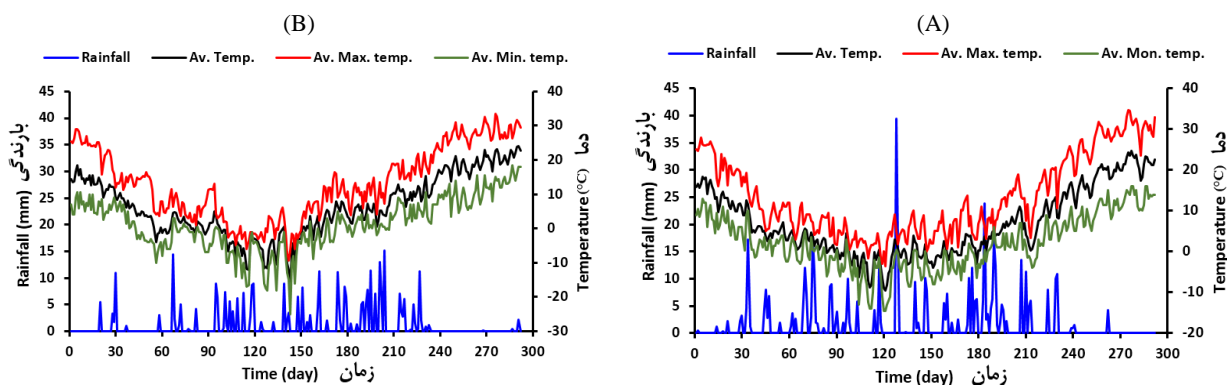 (B)
Rainfall Av. Temp. Av. Max. temp. Av. Min. temp.
45
40
35
30
25
20
15
10
5
0
Rainfall (mm) بارندگی
40
30
20
10
0
-10
-20
-30
Temperature (°C) دما
0 30 60 90 120 150 180 210 240 270 300
Time (day) زمان
(A)
Rainfall Av. Temp. Av. Max. temp. Av. Mon. temp.
45
40
35
30
25
20
15
10
5
0
Rainfall (mm) بارندگی
40
30
20
10
0
-10
-20
Temperature (°C) دما
0 30 60 90 120 150 180 210 240 270 300
Time (day) زمان